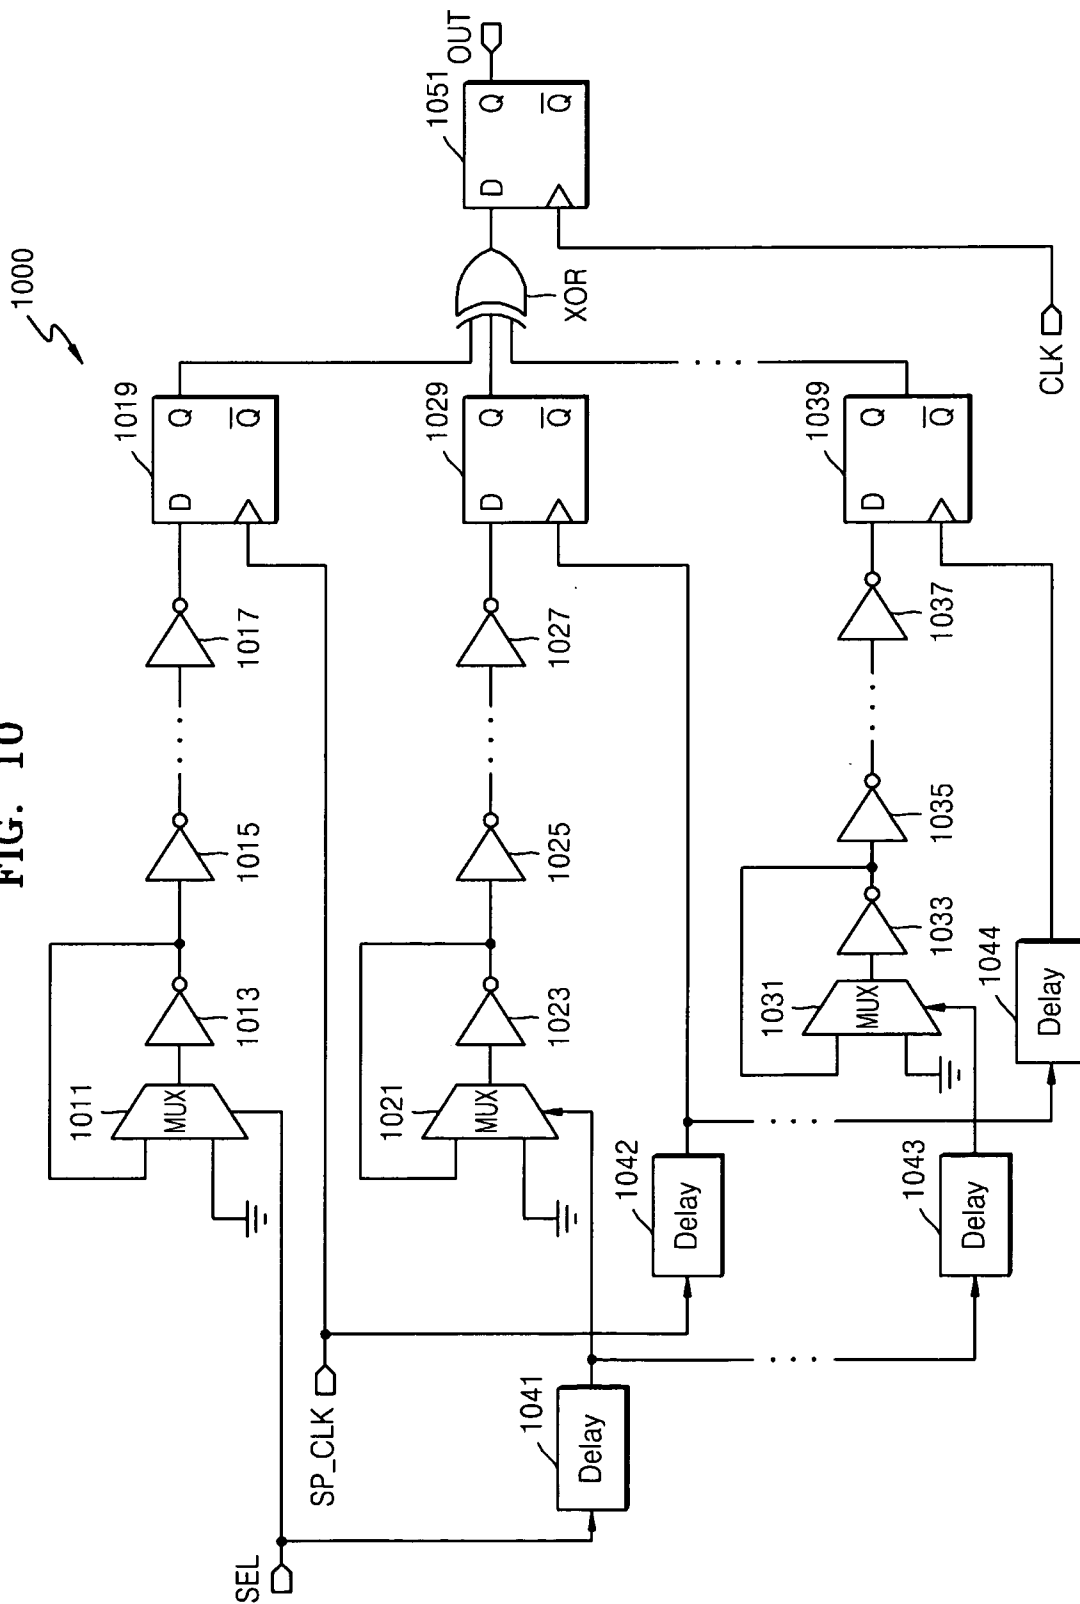 FIG. 10
1000
SEL
SP_CLK
CLK
OUT
1011
MUX
1013
1015
1017
1019
D
Q
Q
1021
MUX
1023
1025
1027
1029
D
Q
Q
XOR
1051
D
Q
Q
1031
MUX
1033
1035
1037
1039
D
Q
Q
1041
Delay
1042
Delay
1043
Delay
1044
Delay